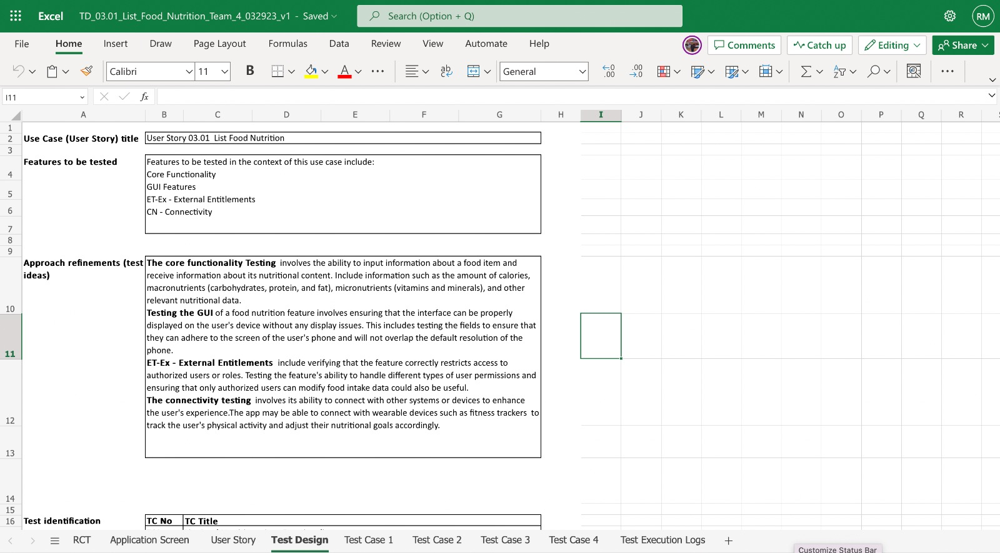 Excel TD_03.01_List_Food_Nutrition_Team_4_032923_v1 - Saved Search (Option + Q) RM
File Home Insert Draw Page Layout Formulas Data Review View Automate Help Comments Catch up Editing Share
Calibri 11 B A ab General ←0 .00 .00 →0 Σ A Z ...
I11 fx
A B C D E F G H I J K L M N O P Q R
1
2 Use Case (User Story) title User Story 03.01 List Food Nutrition
3
Features to be tested Features to be tested in the context of this use case include:
4 Core Functionality
GUI Features
5 ET-Ex - External Entitlements
6 CN - Connectivity
7
8
9
Approach refinements (test The core functionality Testing involves the ability to input information about a food item and
ideas) receive information about its nutritional content. Include information such as the amount of calories,
macronutrients (carbohydrates, protein, and fat), micronutrients (vitamins and minerals), and other
relevant nutritional data.
10 Testing the GUI of a food nutrition feature involves ensuring that the interface can be properly
displayed on the user's device without any display issues. This includes testing the fields to ensure that
they can adhere to the screen of the user's phone and will not overlap the default resolution of the
11 phone.
ET-Ex - External Entitlements include verifying that the feature correctly restricts access to
authorized users or roles. Testing the feature's ability to handle different types of user permissions and
ensuring that only authorized users can modify food intake data could also be useful.
The connectivity testing involves its ability to connect with other systems or devices to enhance
12 the user's experience.The app may be able to connect with wearable devices such as fitness trackers to
track the user's physical activity and adjust their nutritional goals accordingly.
13
14
15
16 Test identification TC No TC Title
RCT Application Screen User Story Test Design Test Case 1 Test Case 2 Test Case 3 Test Case 4 Test Execution Logs +
Customize Status Bar